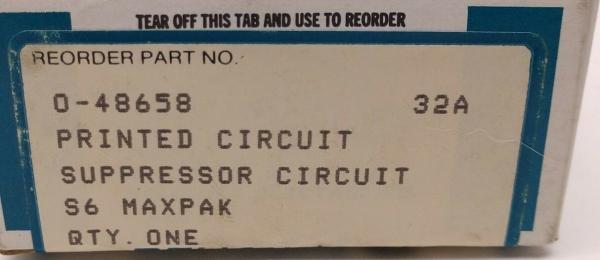 TEAR OFF THIS TAB AND USE TO REORDER
REORDER PART NO.
0-48658 32A
PRINTED CIRCUIT
SUPPRESSOR CIRCUIT
S6 MAXPAK
QTY. ONE